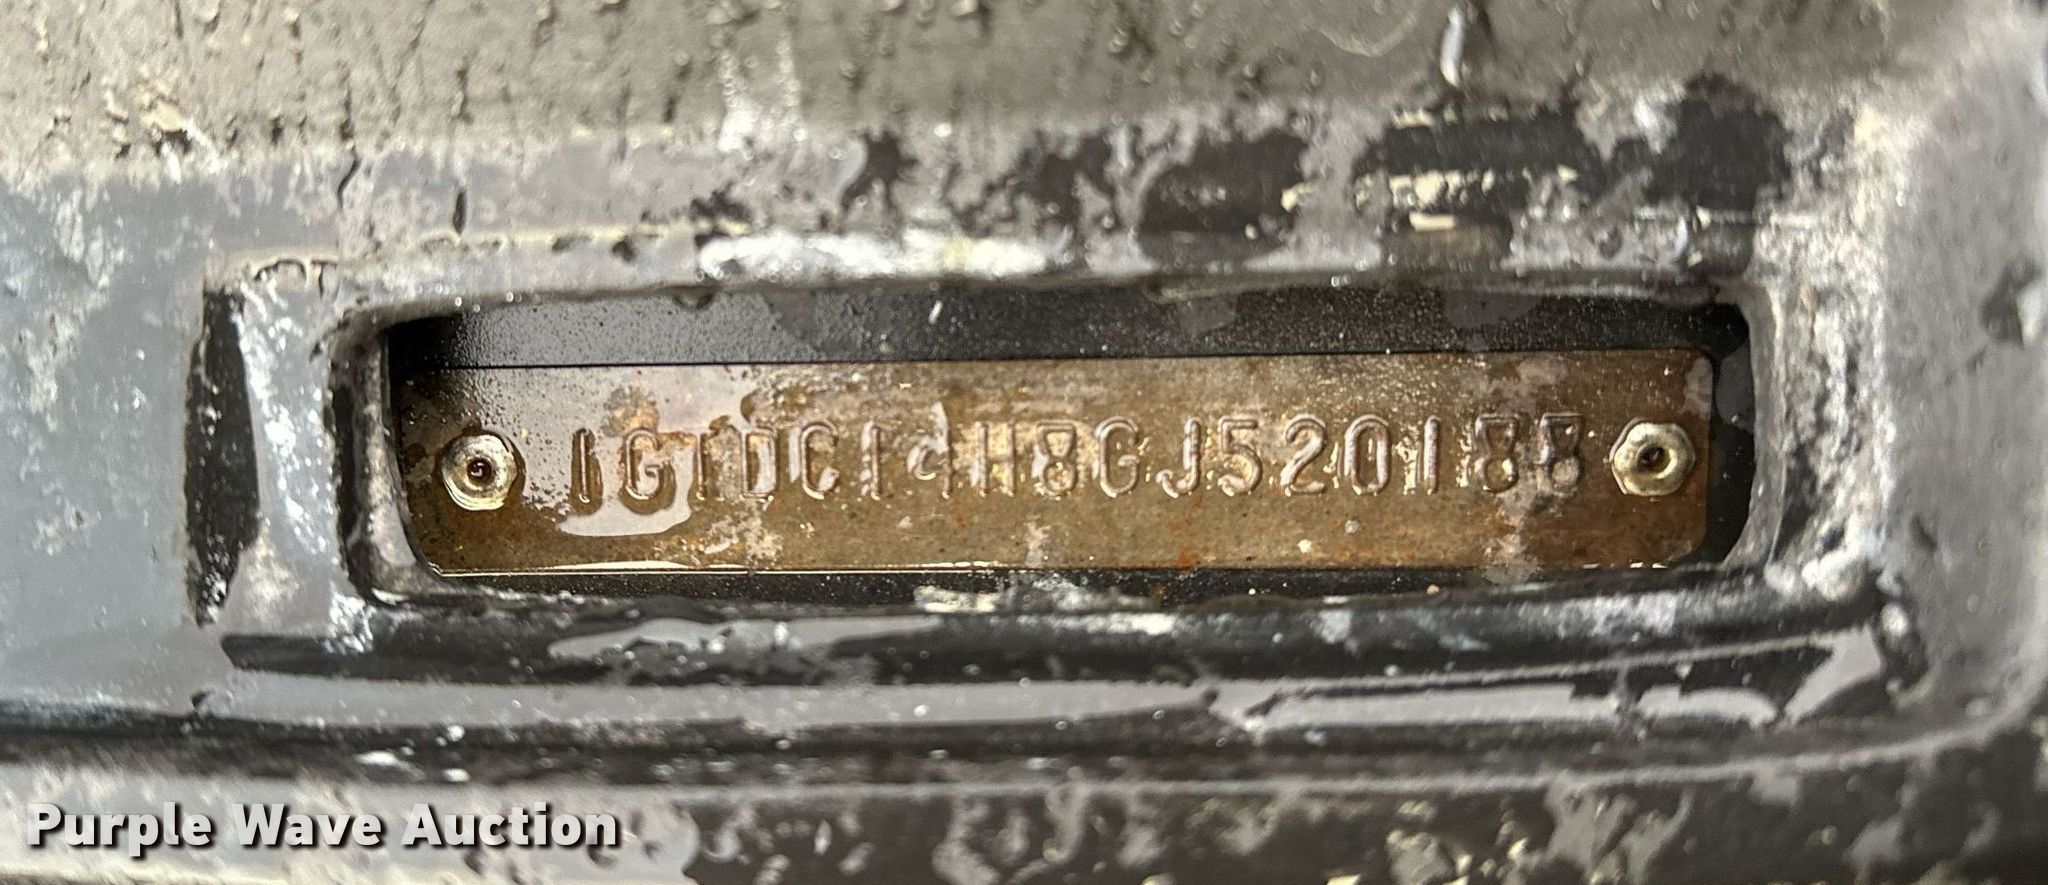 1GTDC14H8GJ520188
Purple Wave Auction